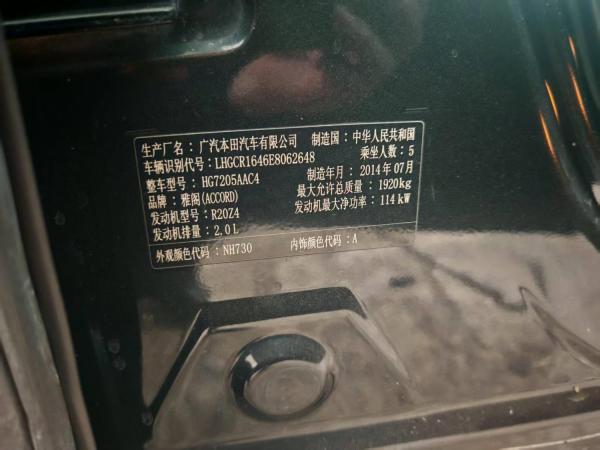 生产厂名：广汽本田汽车有限公司 制造国：中华人民共和国
车辆识别代号：LHGCR1646E8062648 乘坐人数：5
整车型号：HG7205AAC4 制造年月：2014年07月
品牌：雅阁(ACCORD) 最大允许总质量：1920kg
发动机型号：R20Z4 发动机最大净功率：114kW
发动机排量：2.0L
外观颜色代码：NH730 内饰颜色代码：A